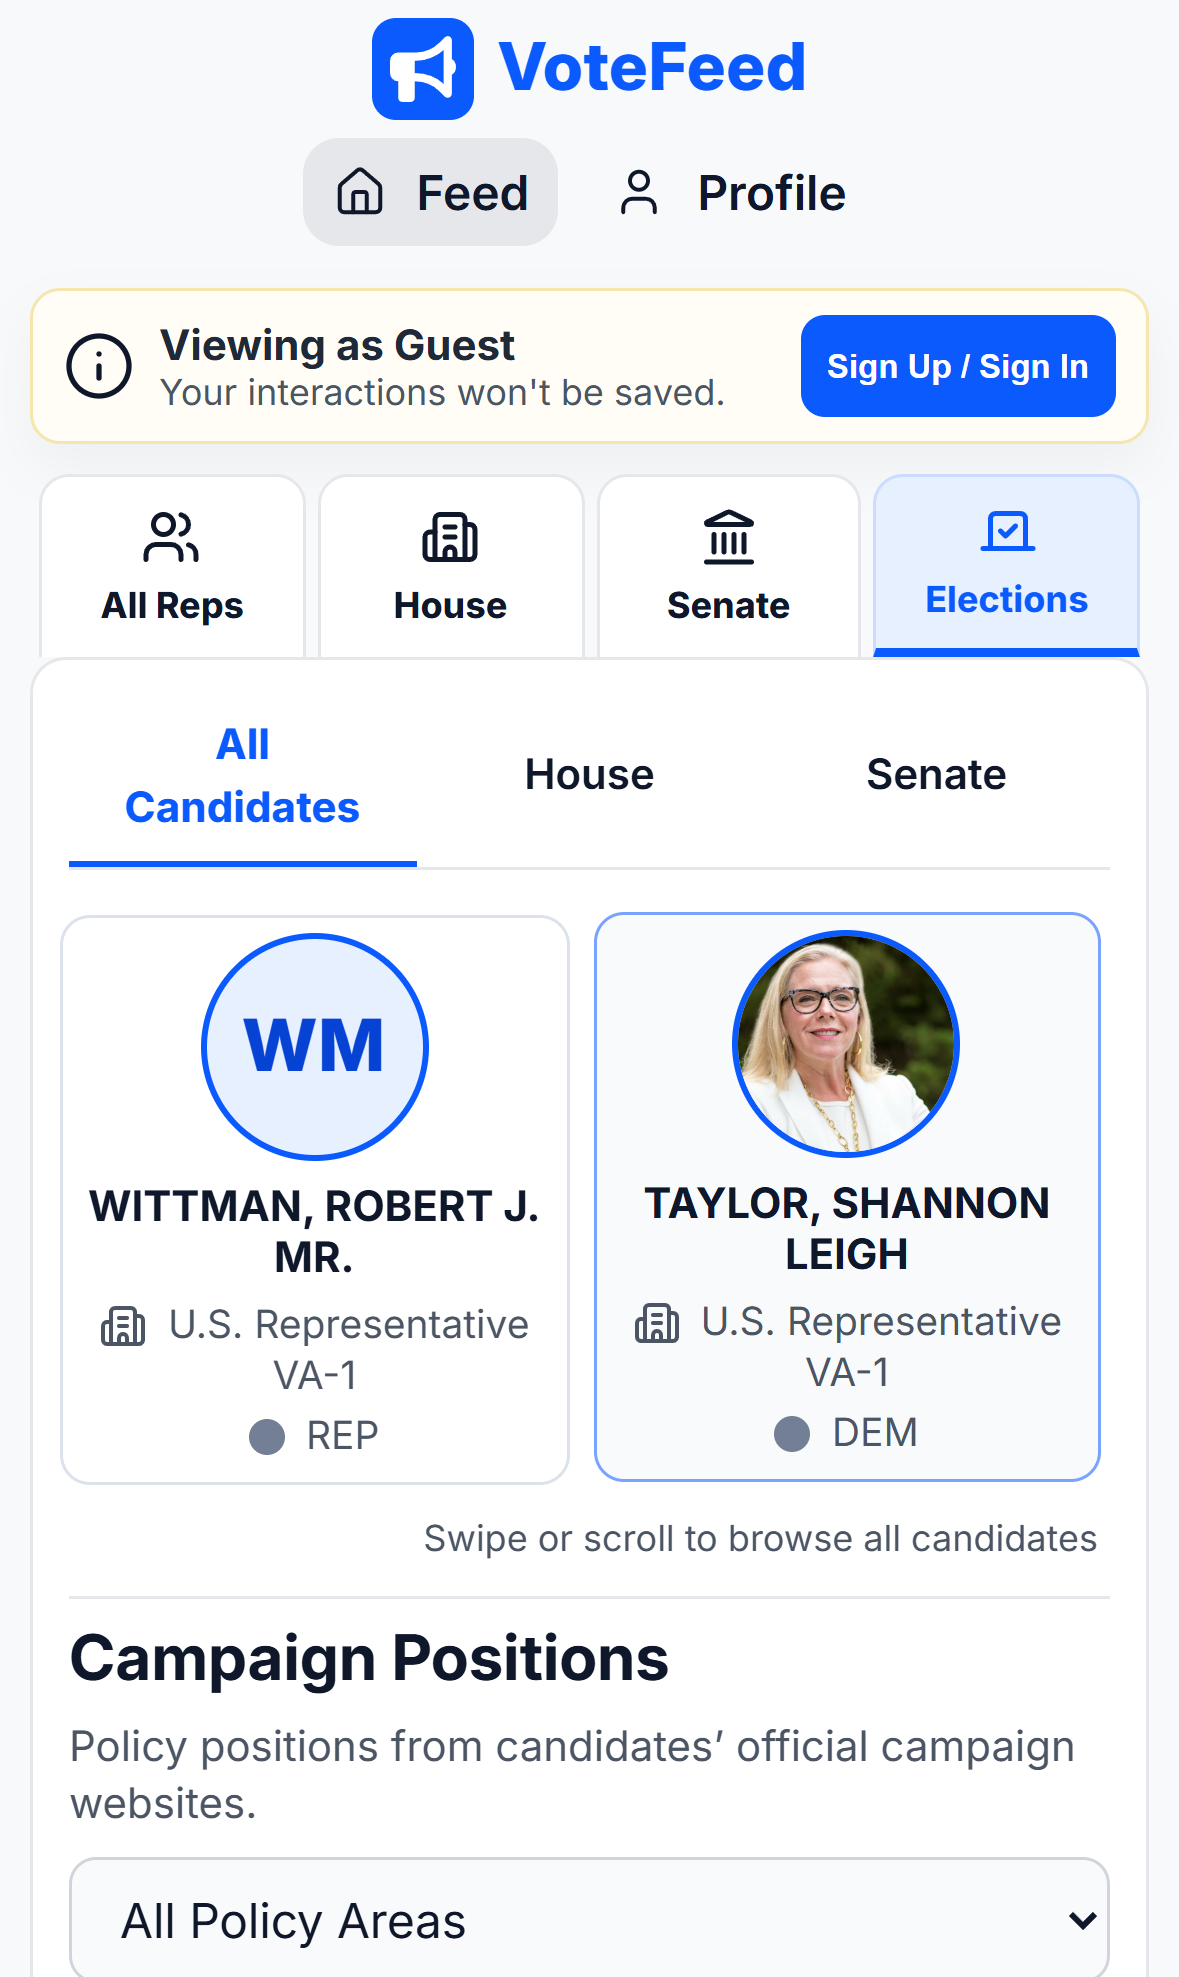 VoteFeed
Feed
Profile
Viewing as Guest
Your interactions won't be saved.
Sign Up / Sign In
All Reps
House
Senate
Elections
All
Candidates
House
Senate
WM
WITTMAN, ROBERT J.
MR.
U.S. Representative
VA-1
REP
TAYLOR, SHANNON
LEIGH
U.S. Representative
VA-1
DEM
Swipe or scroll to browse all candidates
Campaign Positions
Policy positions from candidates’ official campaign
websites.
All Policy Areas